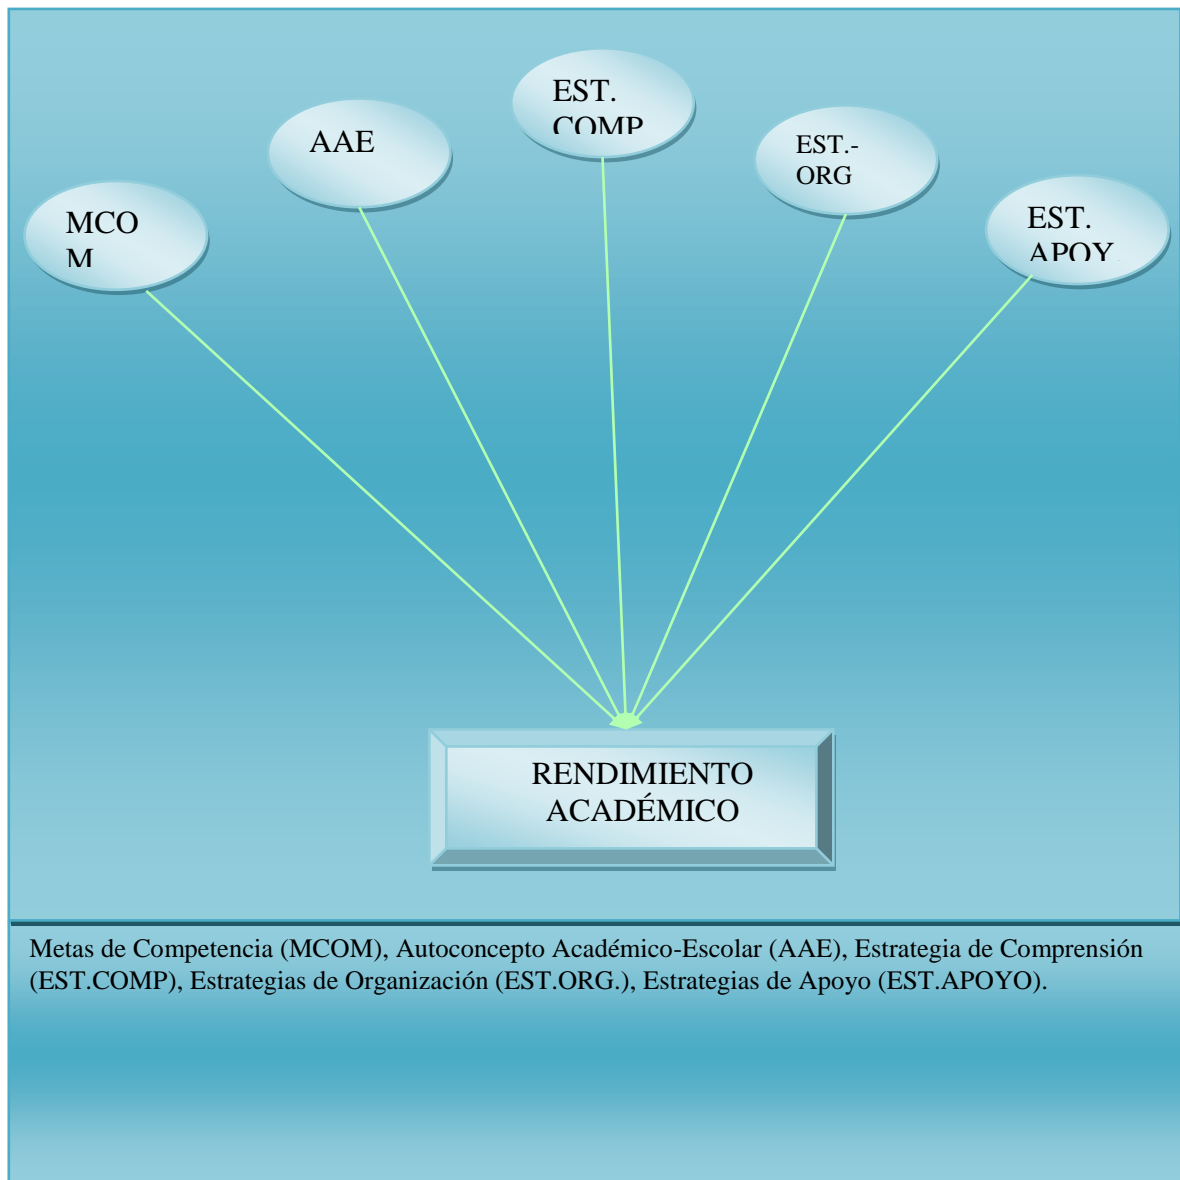 EST.
COMP
AAE
EST.-
ORG
MCO
M
EST.
APOY
RENDIMIENTO
ACADÉMICO
Metas de Competencia (MCOM), Autoconcepto Académico-Escolar (AAE), Estrategia de Comprensión
(EST.COMP), Estrategias de Organización (EST.ORG.), Estrategias de Apoyo (EST.APOYO).